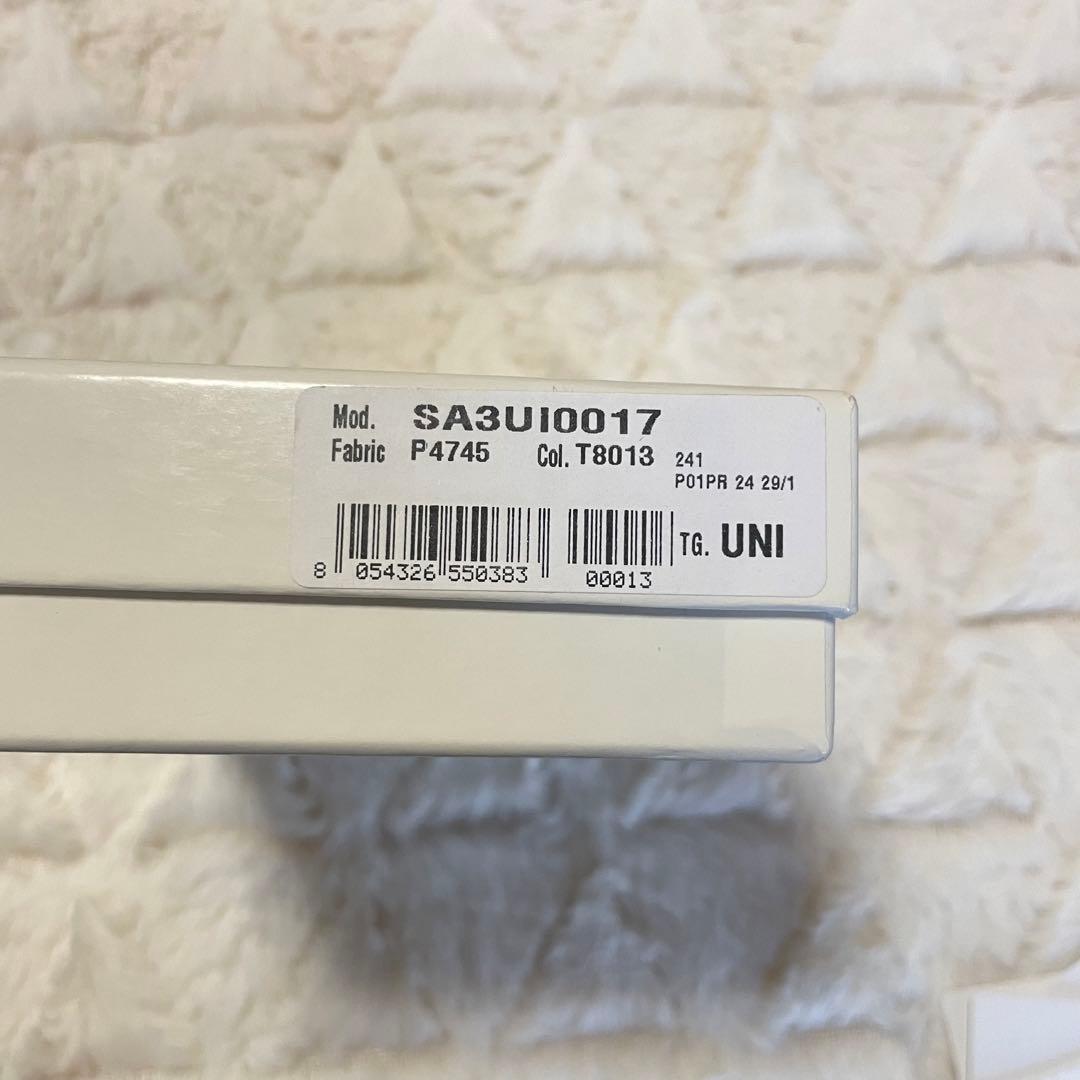 Mod. SA3UI0017
Fabric P4745 Col. T8013 241
P01PR 24 29/1
TG. UNI
8 054326 550383 00013